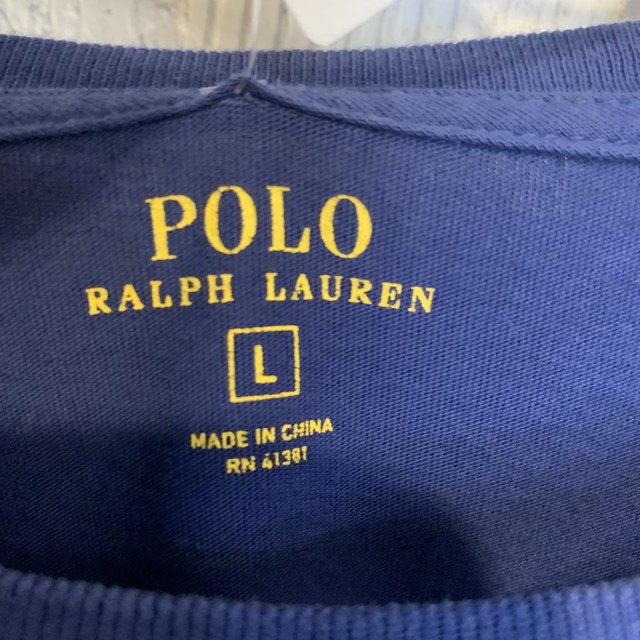 POLO
RALPH LAUREN
L
MADE IN CHINA
RN 41381